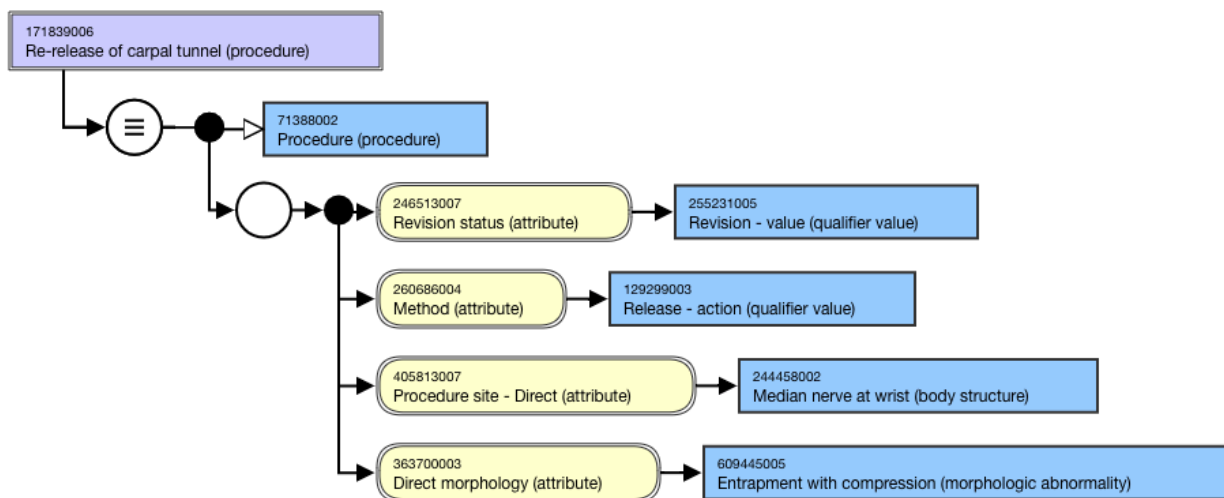 171839006
Re-release of carpal tunnel (procedure)
71388002
Procedure (procedure)
246513007
Revision status (attribute)
255231005
Revision - value (qualifier value)
260686004
Method (attribute)
129299003
Release - action (qualifier value)
405813007
Procedure site - Direct (attribute)
244458002
Median nerve at wrist (body structure)
363700003
Direct morphology (attribute)
609445005
Entrapment with compression (morphologic abnormality)